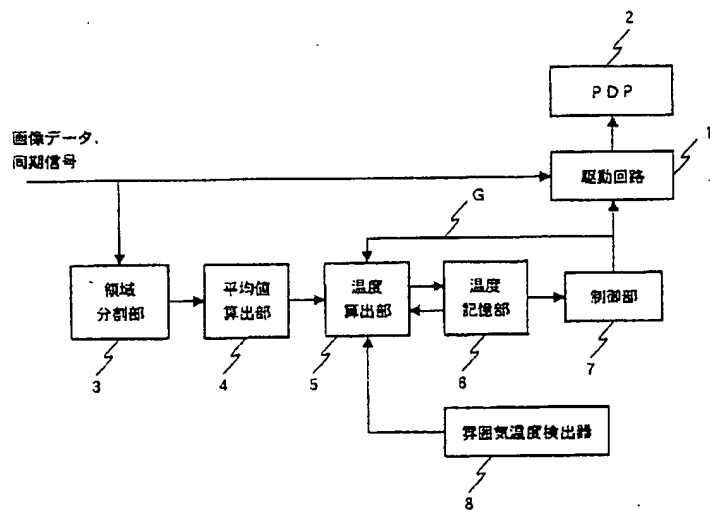 2
PDP
画像データ、
同期信号
1
駆動回路
G
領域
分割部
平均値
算出部
温度
算出部
温度
記憶部
制御部
3
4
5
6
7
雰囲気温度検出器
8